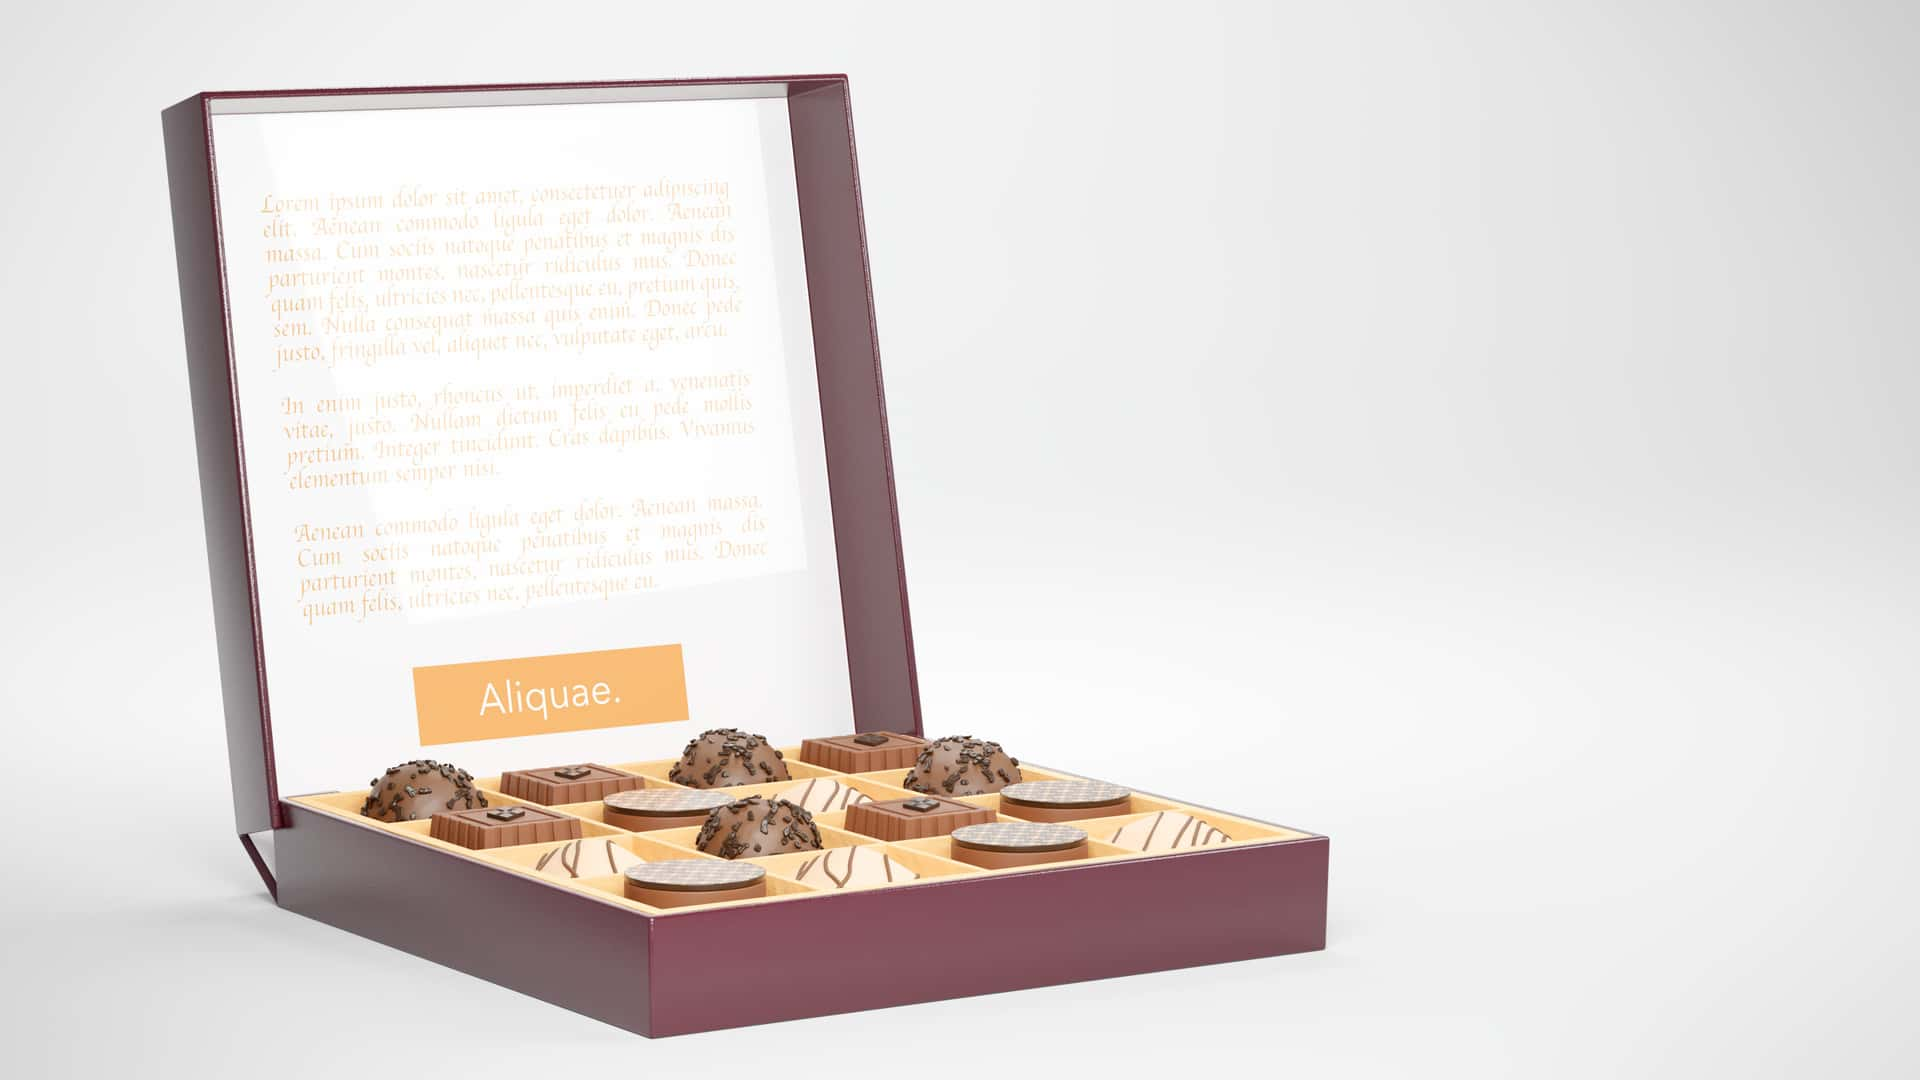 Lorem ipsum dolor sit amet, consectetuer adipiscing
elit. Aenean commodo ligula eget dolor. Aenean
massa. Cum sociis natoque penatibus et magnis dis
parturient montes, nascetur ridiculus mus. Donec
quam felis, ultricies nec, pellentesque eu, pretium quis,
sem. Nulla consequat massa quis enim. Donec pede
justo, fringilla vel, aliquet nec, vulputate eget, arcu.
In enim justo, rhoncus ut, imperdiet a, venenatis
vitae, justo. Nullam dictum felis eu pede mollis
pretium. Integer tincidunt. Cras dapibus. Vivamus
elementum semper nisi.
Aenean commodo ligula eget dolor. Aenean massa.
Cum sociis natoque penatibus et magnis dis
parturient montes, nascetur ridiculus mus. Donec
quam felis, ultricies nec, pellentesque eu.
Aliquae.